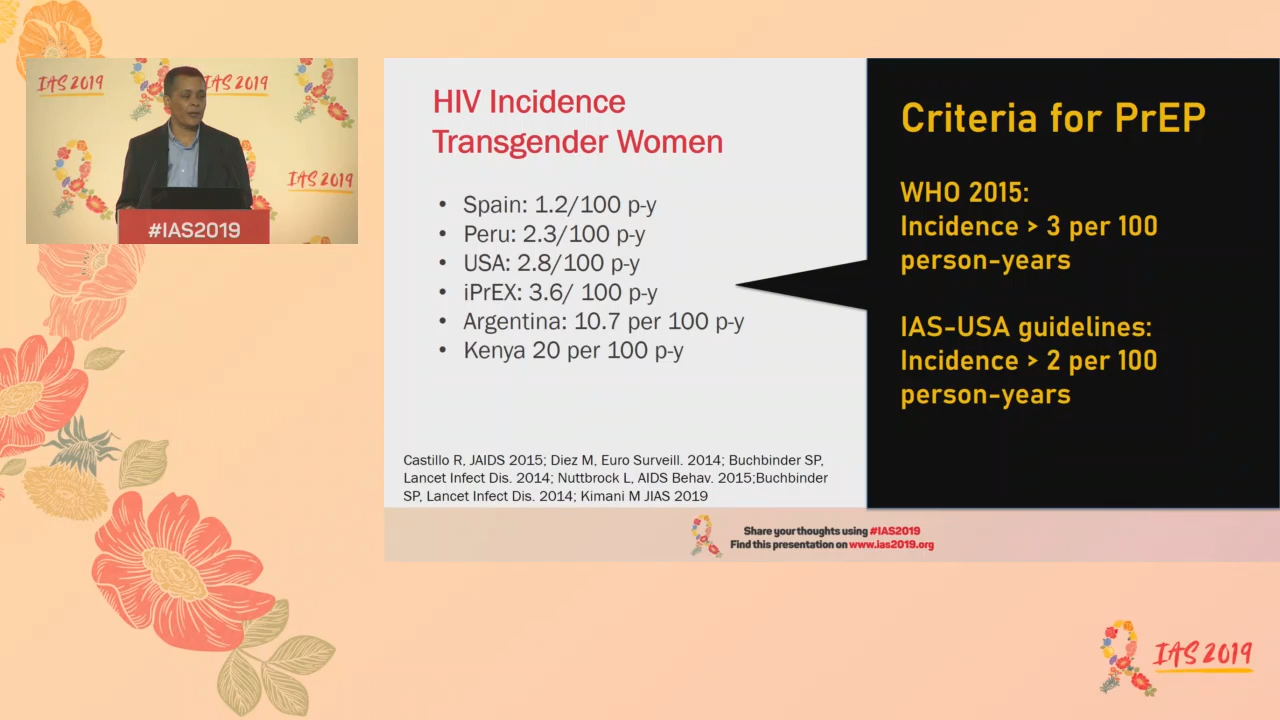 IAS 2019
IAS 2019
IAS 2019
#IAS2019
HIV Incidence
Transgender Women
• Spain: 1.2/100 p-y
• Peru: 2.3/100 p-y
• USA: 2.8/100 p-y
• iPrEX: 3.6/ 100 p-y
• Argentina: 10.7 per 100 p-y
• Kenya 20 per 100 p-y
Castillo R, JAIDS 2015; Diez M, Euro Surveill. 2014; Buchbinder SP,
Lancet Infect Dis. 2014; Nuttbrock L, AIDS Behav. 2015;Buchbinder
SP, Lancet Infect Dis. 2014; Kimani M JIAS 2019
Criteria for PrEP
WHO 2015:
Incidence > 3 per 100
person-years
IAS-USA guidelines:
Incidence > 2 per 100
person-years
Share your thoughts using #IAS2019
Find this presentation on www.ias2019.org
IAS 2019